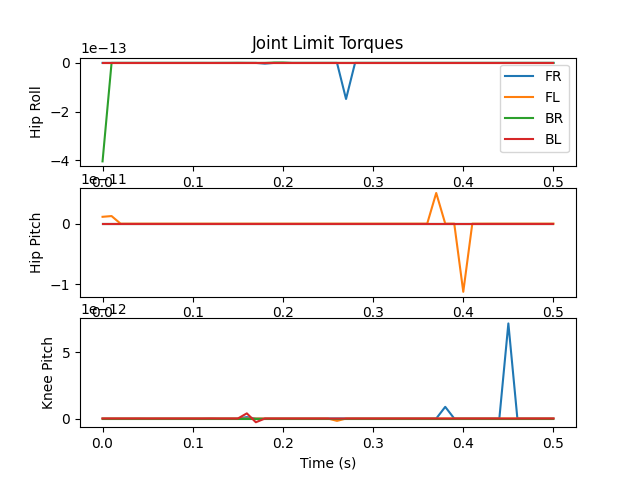 Joint Limit Torques
1e−13
0
−2
−4
Hip Roll
FR
FL
BR
BL
0.0 0.1 0.2 0.3 0.4 0.5
1e−11
0
−1
Hip Pitch
0.0 0.1 0.2 0.3 0.4 0.5
1e−12
5
0
Knee Pitch
0.0 0.1 0.2 0.3 0.4 0.5
Time (s)